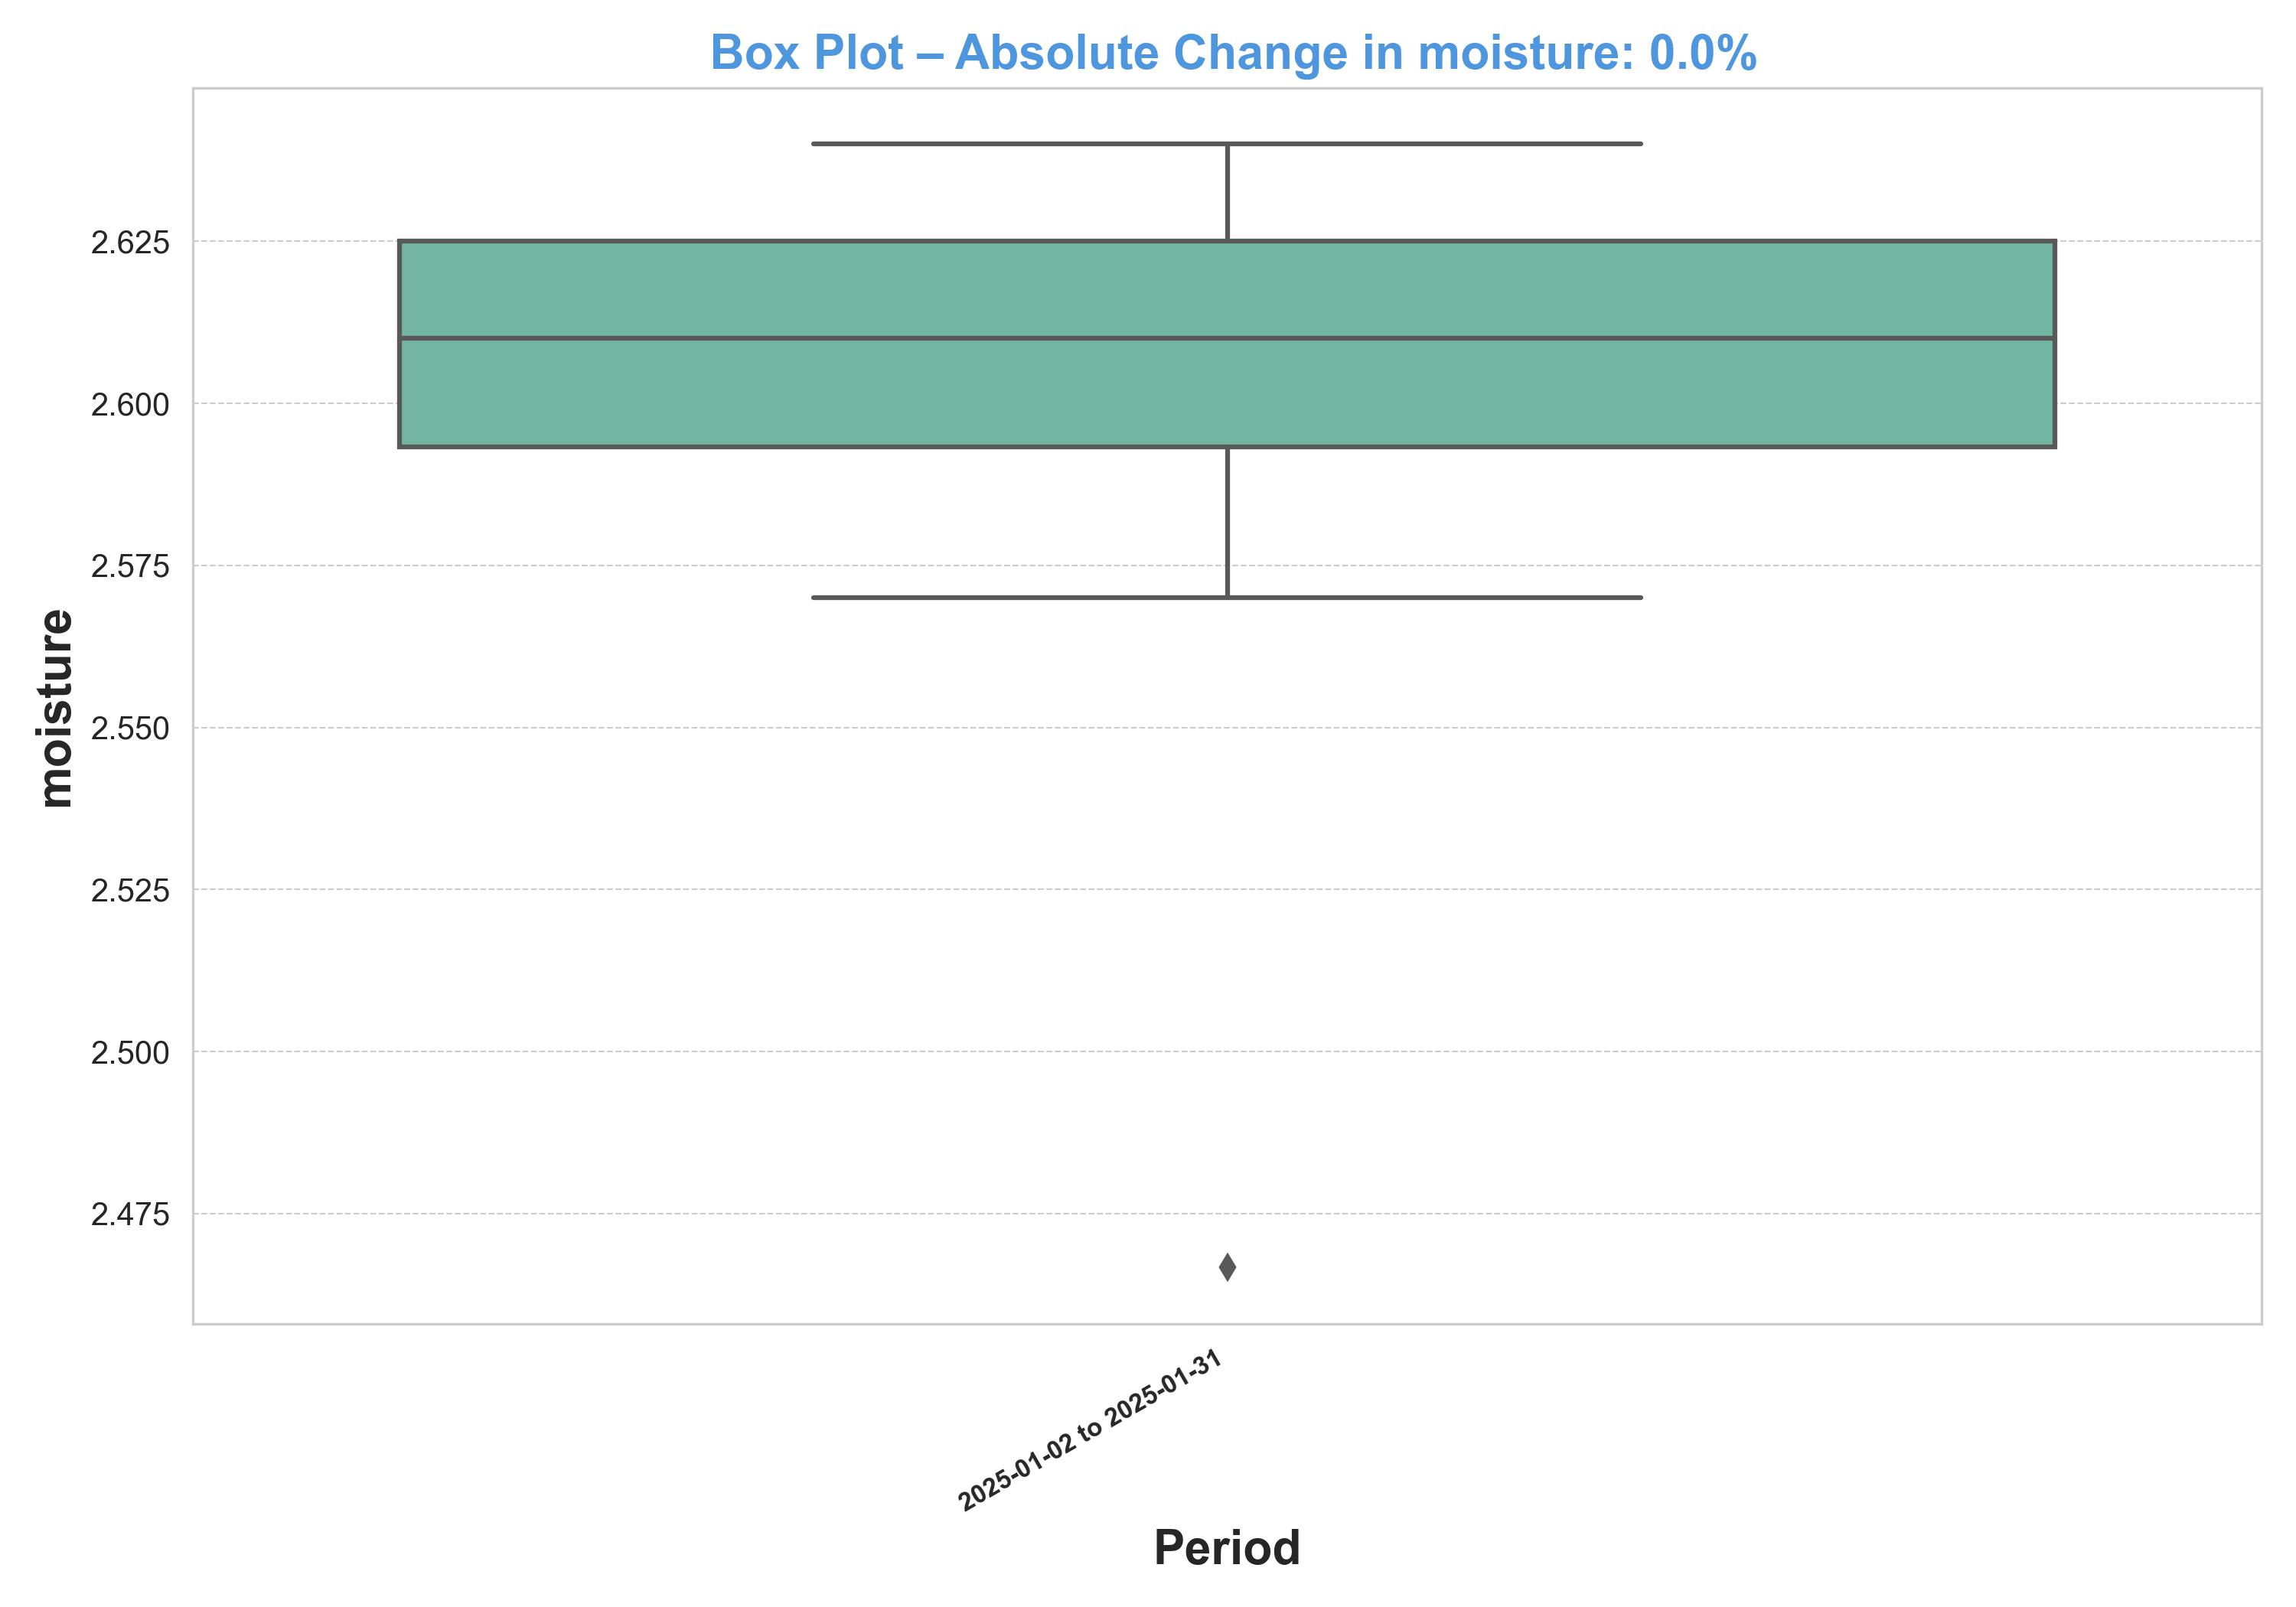 Box Plot – Absolute Change in moisture: 0.0%
moisture
2.625
2.600
2.575
2.550
2.525
2.500
2.475
2025-01-02 to 2025-01-31
Period